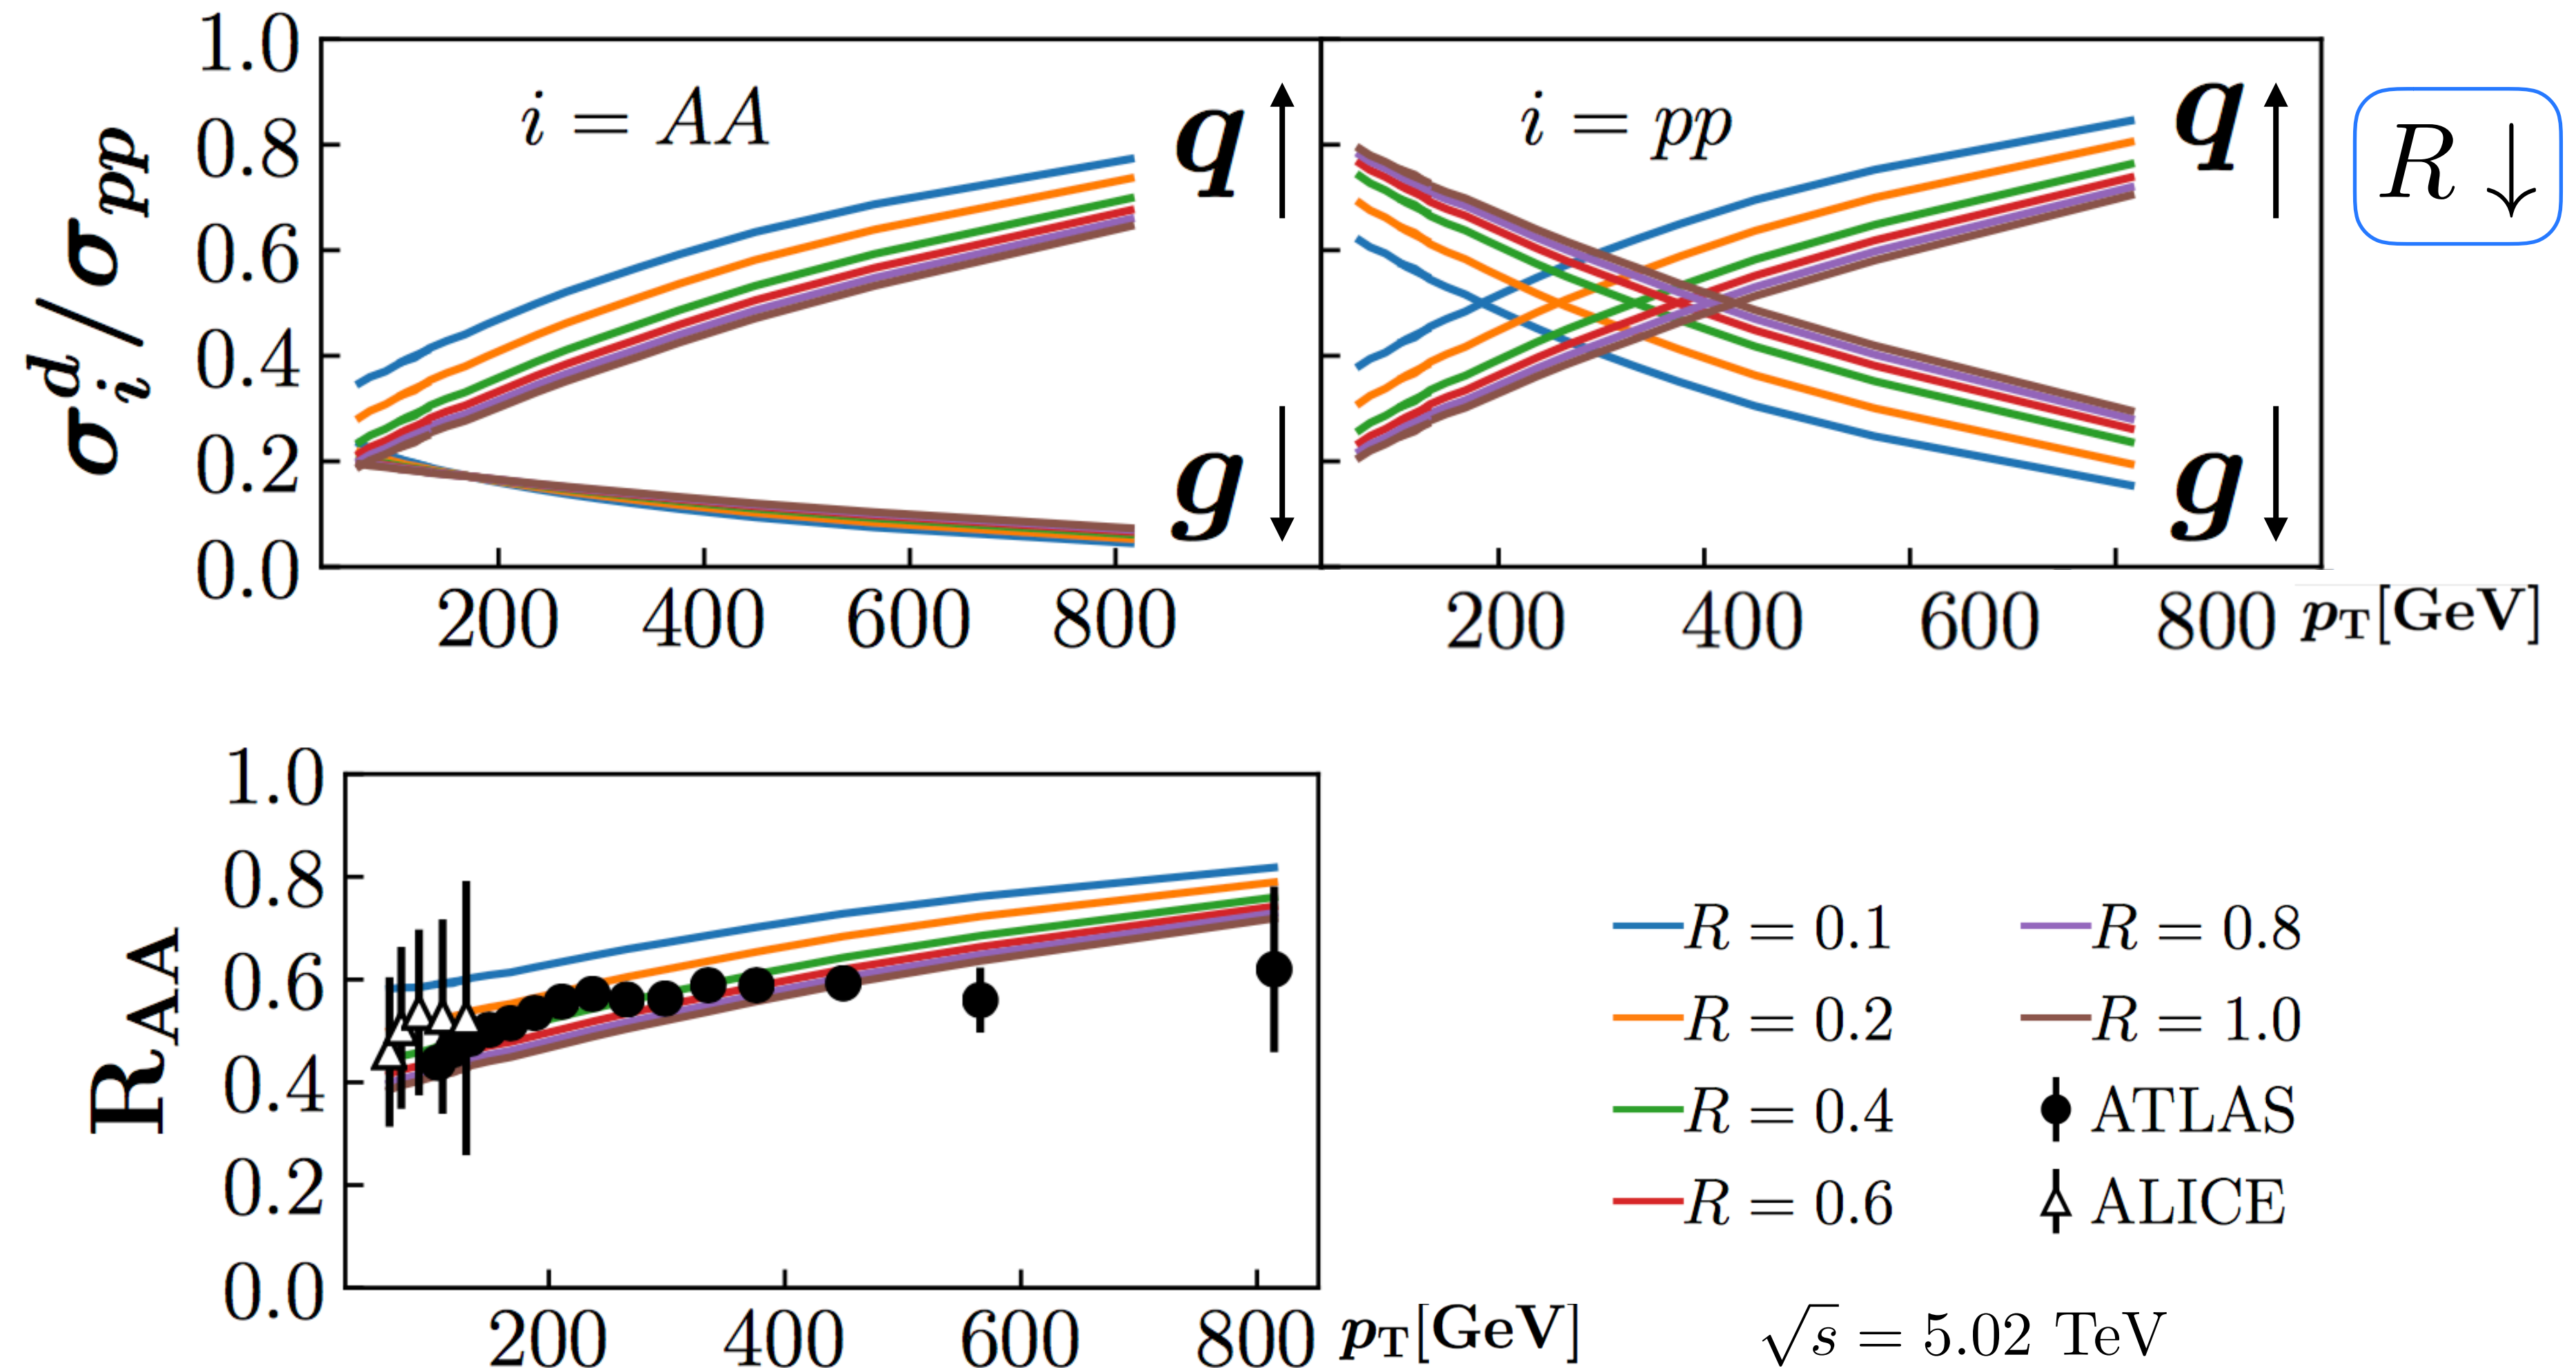 σ_i^d/σ_pp
1.0
0.8
0.6
0.4
0.2
0.0
i = AA
q ↑
g ↓
200 400 600 800
i = pp
q ↑
g ↓
R ↓
200 400 600 800 p_T[GeV]
R_AA
1.0
0.8
0.6
0.4
0.2
0.0
200 400 600 800 p_T[GeV]
R = 0.1
R = 0.2
R = 0.4
R = 0.6
R = 0.8
R = 1.0
ATLAS
ALICE
√s = 5.02 TeV